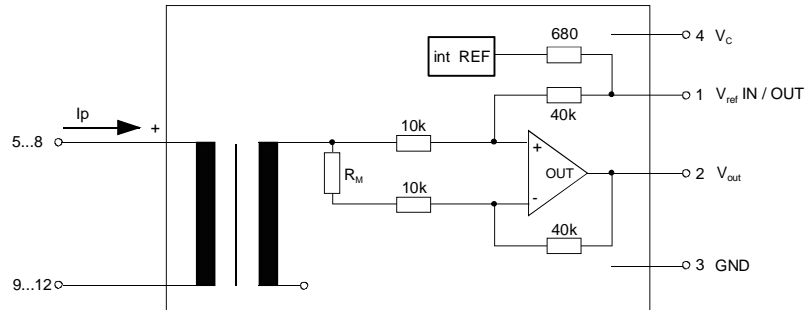 680
4 V_C
int REF
1 V_ref IN / OUT
Ip
+
10k
40k
5...8
+
R_M
OUT
2 V_out
10k
-
40k
3 GND
9...12